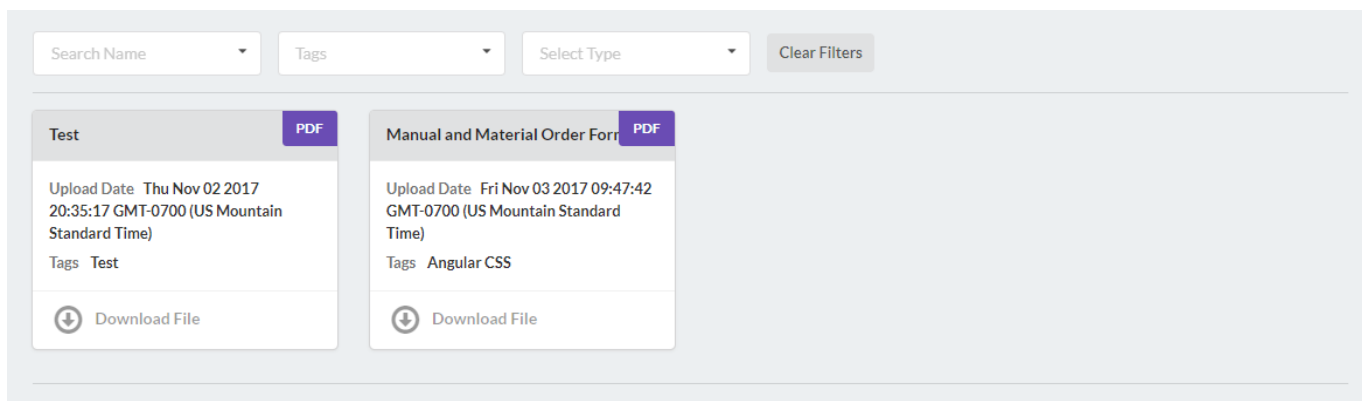 Search Name
Tags
Select Type
Clear Filters
Test
PDF
Upload Date Thu Nov 02 2017
20:35:17 GMT-0700 (US Mountain
Standard Time)
Tags Test
Download File
Manual and Material Order For
PDF
Upload Date Fri Nov 03 2017 09:47:42
GMT-0700 (US Mountain Standard
Time)
Tags Angular CSS
Download File